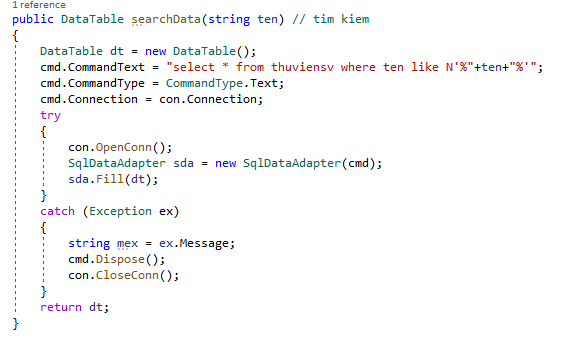 1 reference
public DataTable searchData(string ten) // tim kiem
{
DataTable dt = new DataTable();
cmd.CommandText = "select * from thuviensv where ten like N'%"+ten+"%'";
cmd.CommandType = CommandType.Text;
cmd.Connection = con.Connection;
try
{
con.OpenConn();
SqlDataAdapter sda = new SqlDataAdapter(cmd);
sda.Fill(dt);
}
catch (Exception ex)
{
string mex = ex.Message;
cmd.Dispose();
con.CloseConn();
}
return dt;
}